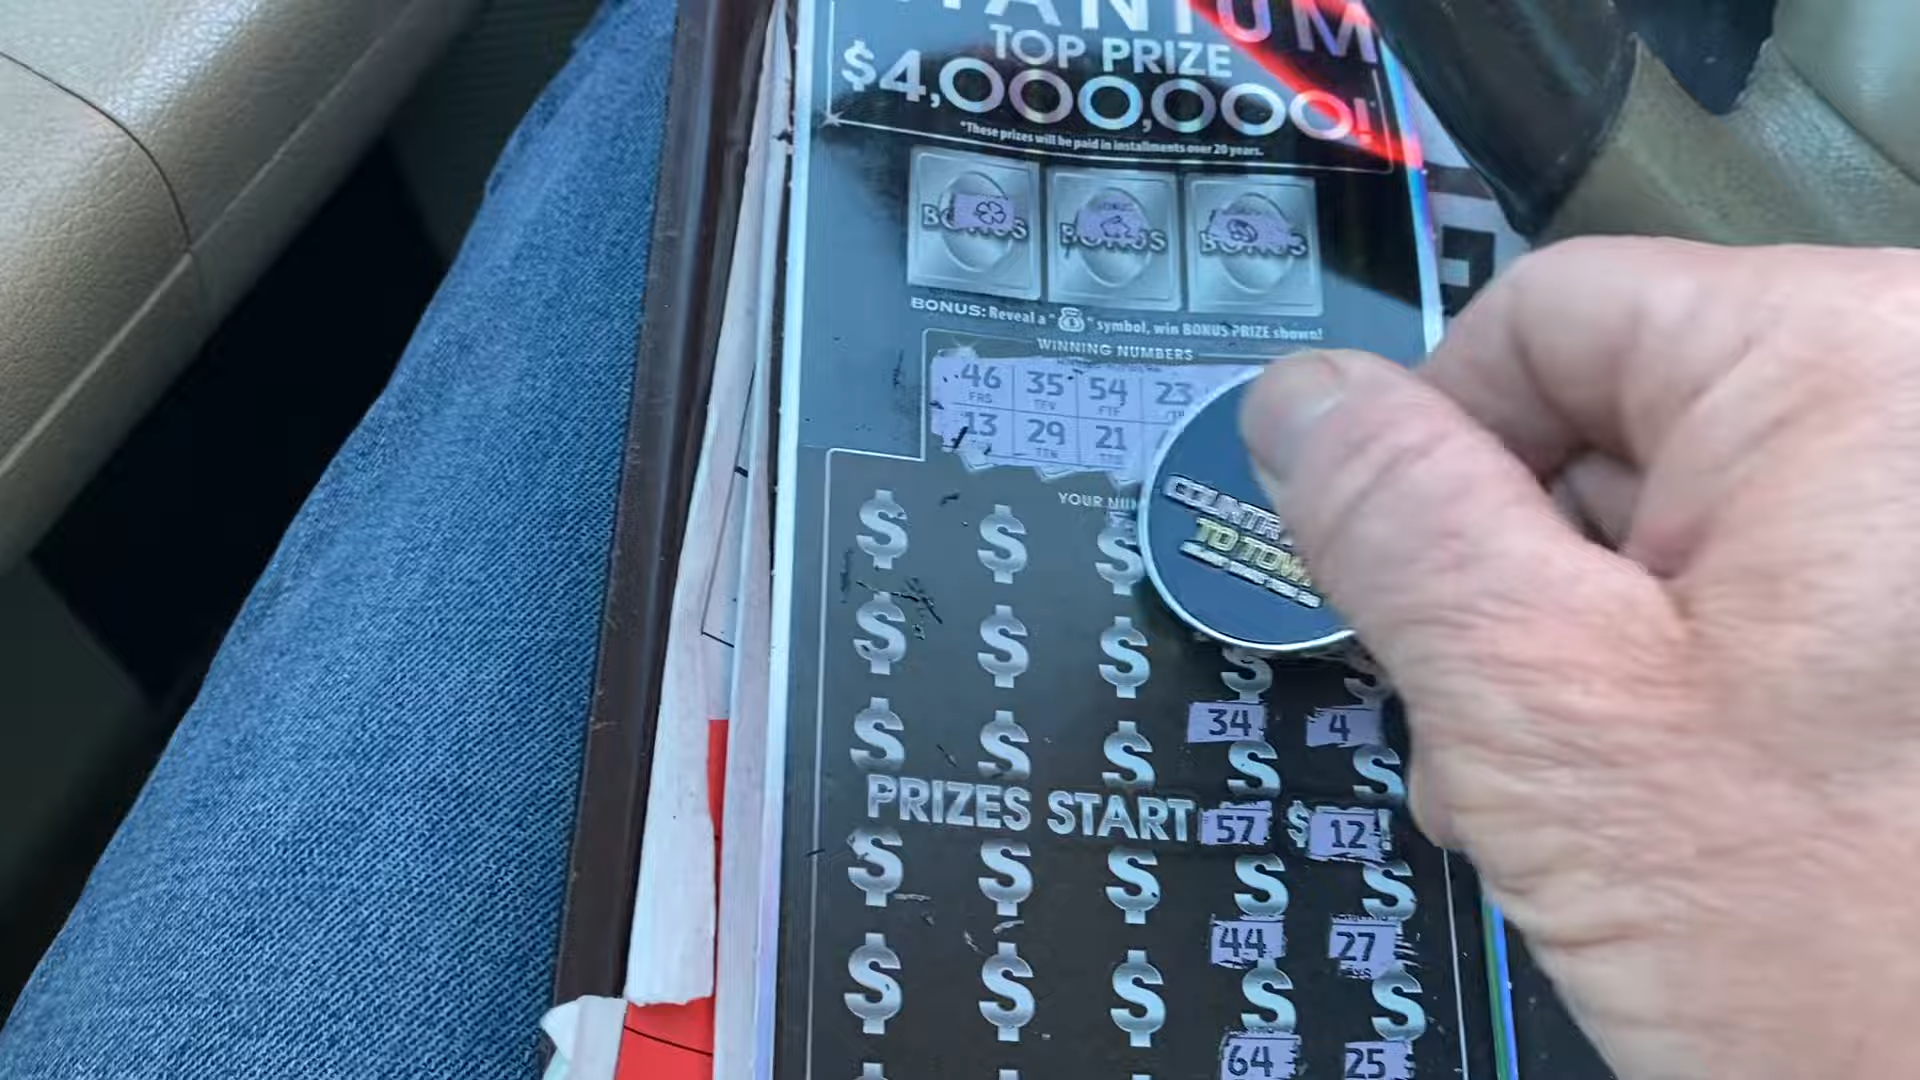 TOP PRIZE
$4,000,000!
*These prizes will be paid in installments over 20 years.
BONUS BONUS BONUS
BONUS: Reveal a " " symbol, win BONUS PRIZE shown!
WINNING NUMBERS
46 35 54 23
13 29 21
YOUR
COUNTR
TO TOW
34 4
PRIZES START 57 $12!
44 27
64 25